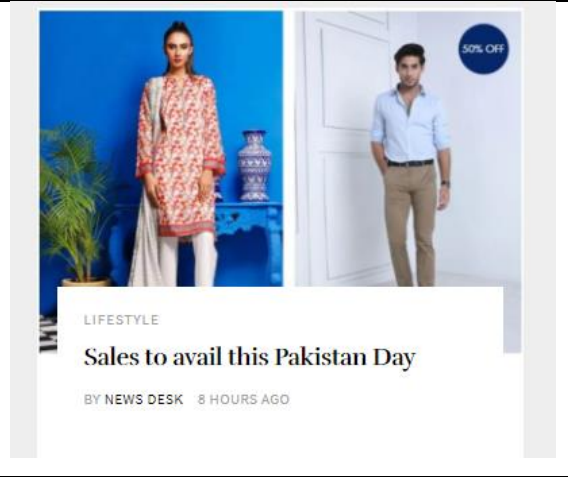 50% OFF
LIFESTYLE
Sales to avail this Pakistan Day
BY NEWS DESK 8 HOURS AGO